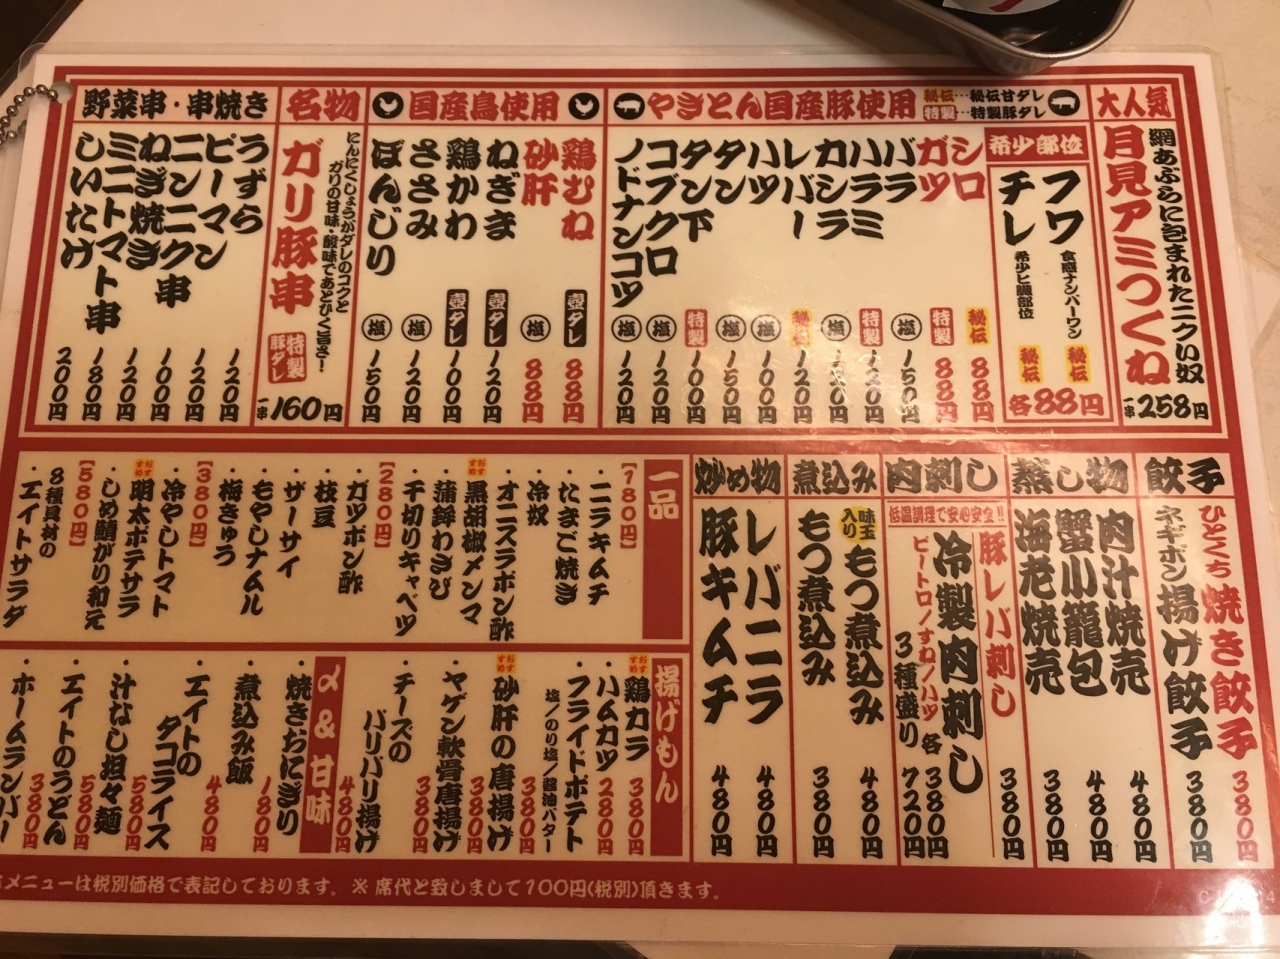 大人気
網あぶらに包まれたニクい奴
月見アミつくね
一串258円
やきとん国産豚使用
秘伝…秘伝甘ダレ
特製…特製豚ダレ
希少部位
フワ 食感ナンバーワン 秘伝
チレ 希少ヒ臓部位 秘伝
各88円
シロ 秘伝 88円
ガツ 特製 88円
バラ 塩 150円
ハラミ 特製 120円
カシラ 塩
レバー 秘伝 120円
ハツ 塩 100円
タン 塩 150円
タン下 特製 100円
コブクロ 塩 120円
ノドナンコツ 塩 120円
国産鳥使用
鶏むね 壺ダレ 88円
砂肝 塩 88円
ねぎま 壺ダレ 120円
鶏かわ 壺ダレ 100円
ささみ 塩 120円
ぼんじり 塩 150円
名物
にんにくしょうがダレのコクと
ガリの甘味・酸味であとひく旨さ!
ガリ豚串
特製豚ダレ
一串160円
野菜串・串焼き
うずら 120円
ピーマン 120円
ニンニク串 100円
ねぎ焼き 120円
ミニトマト串 180円
しいたけ 200円
餃子
ひとくち焼き餃子 380円
ネギポン揚げ餃子 380円
蒸し物
肉汁焼売 480円
蟹小籠包 480円
海老焼売 380円
肉刺し
低温調理で安心安全!!
豚レバ刺し 380円
冷製肉刺し
ピートロ/すね/ハツ 各380円
3種盛り 720円
煮込み
味玉入り もつ煮込み 480円
もつ煮込み 380円
炒め物
レバニラ 480円
豚キムチ 480円
一品
【180円】
・ニラキムチ
・たまご焼き
・冷奴
・オニスラポン酢
おすすめ 黒胡椒メンマ
・蒲鉾わさび
・千切りキャベツ
【280円】
・ガツポン酢
・枝豆
・ザーサイ
・もやしナムル
・梅きゅう
【380円】
・冷やしトマト
おすすめ 明太ポテサラ
・しめ鯖がり和え
【580円】
・8種具材の
エイトサラダ
揚げもん
おすすめ 鶏カラ 380円
・ハムカツ 280円
・フライドポテト
塩/のり塩/醤油バター 380円
おすすめ 砂肝の唐揚げ 380円
・ヤゲン軟骨唐揚げ 380円
・チーズの
パリパリ揚げ 480円
〆&甘味
・焼きおにぎり 180円
・煮込み飯 480円
・エイトの
タコライス 580円
・汁なし担々麺 580円
・エイトのうどん 380円
・ホームランバー
メニューは税別価格で表記しております。※席代と致しまして100円(税別)頂きます。